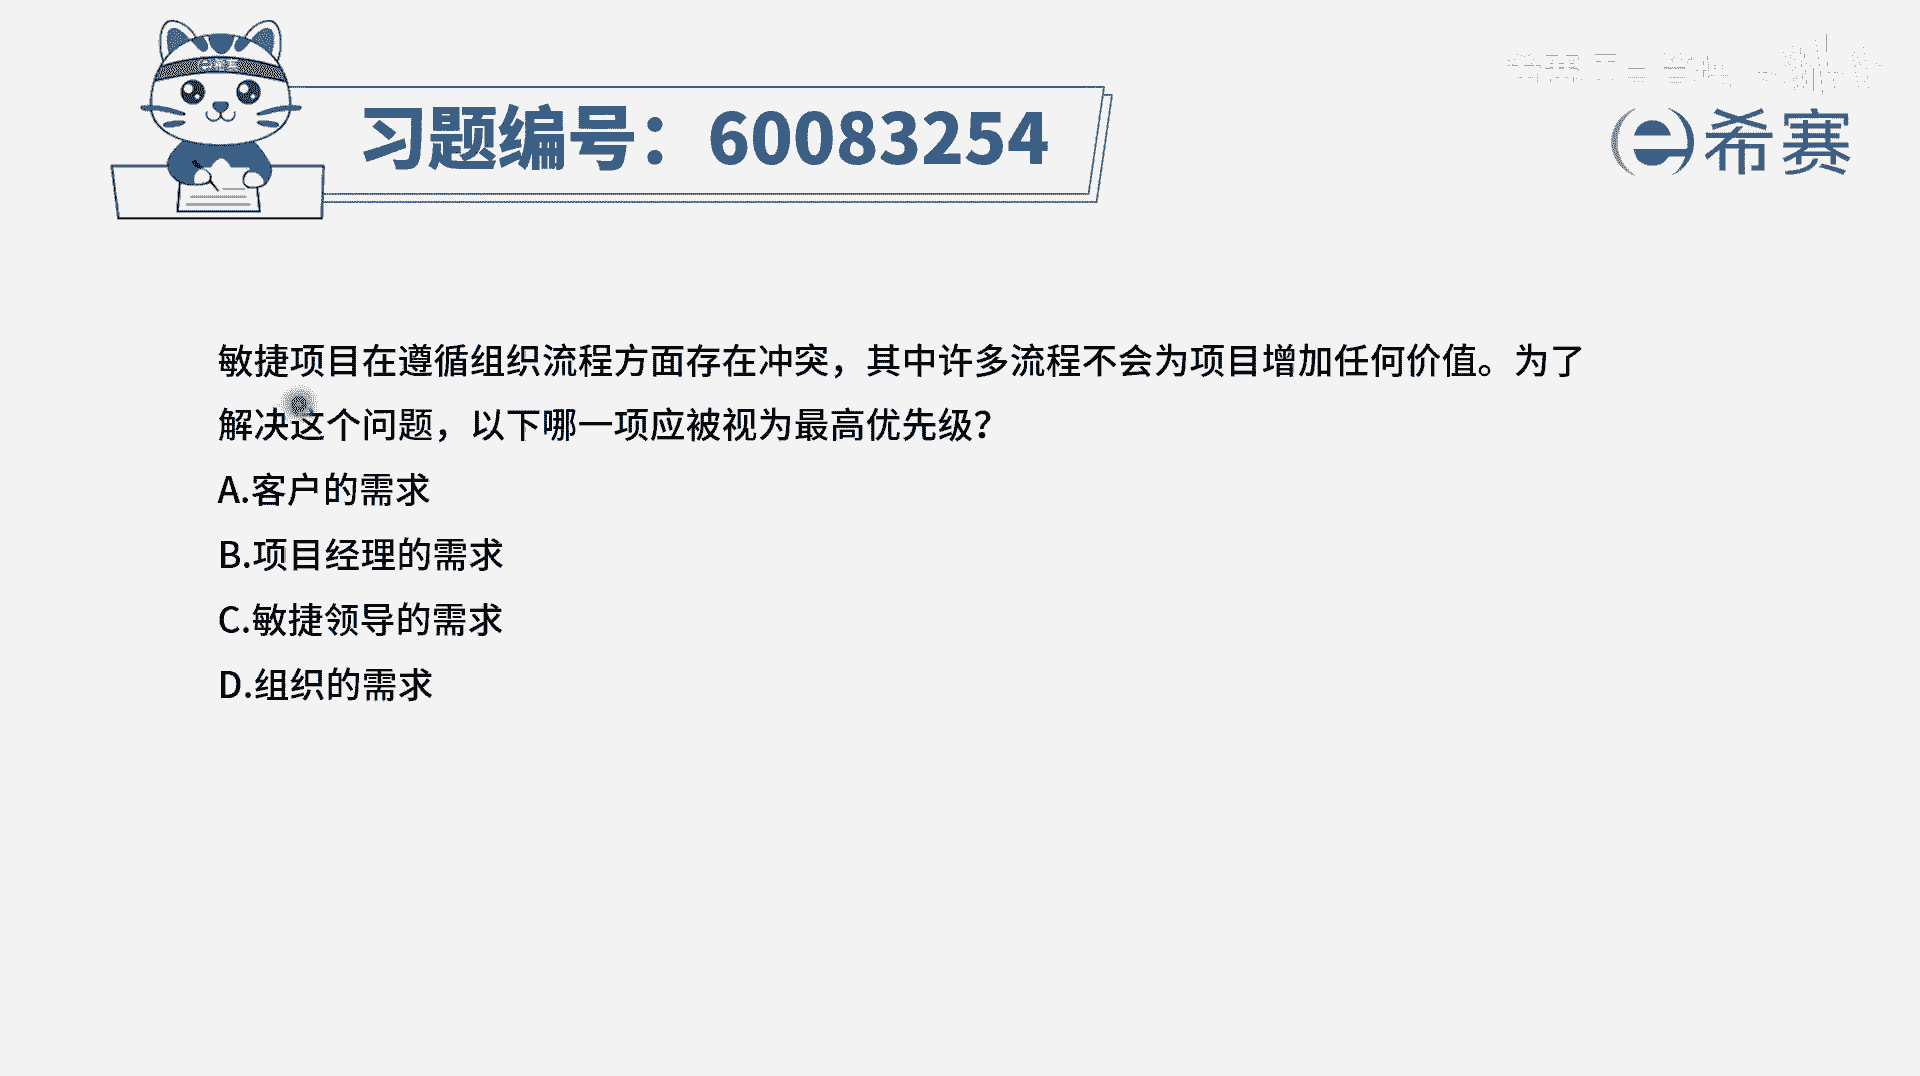 e希赛
习题编号：60083254
希赛
敏捷项目在遵循组织流程方面存在冲突，其中许多流程不会为项目增加任何价值。为了
解决这个问题，以下哪一项应被视为最高优先级？
A.客户的需求
B.项目经理的需求
C.敏捷领导的需求
D.组织的需求